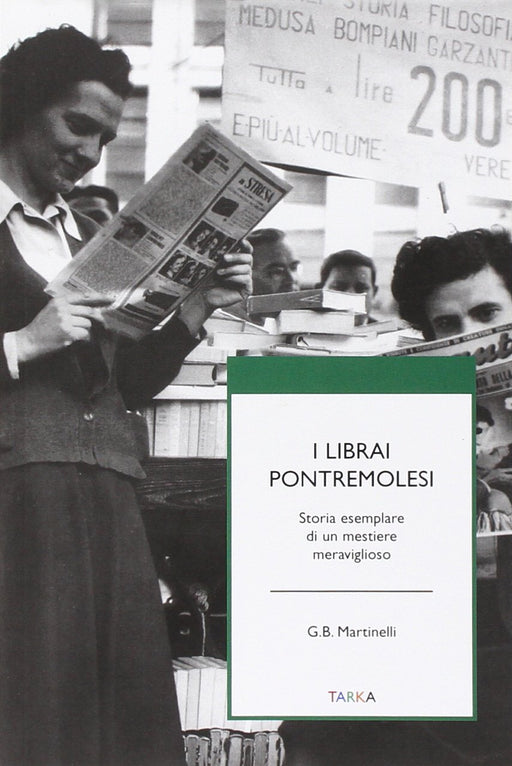 STORIA FILOSOFIA
MEDUSA BOMPIANI GARZANTI
Tutto A lire 200
E·PIÙ·AL·VOLUME
VERE
STRESA
I LIBRAI
PONTREMOLESI
Storia esemplare
di un mestiere
meraviglioso
G.B. Martinelli
TARKA